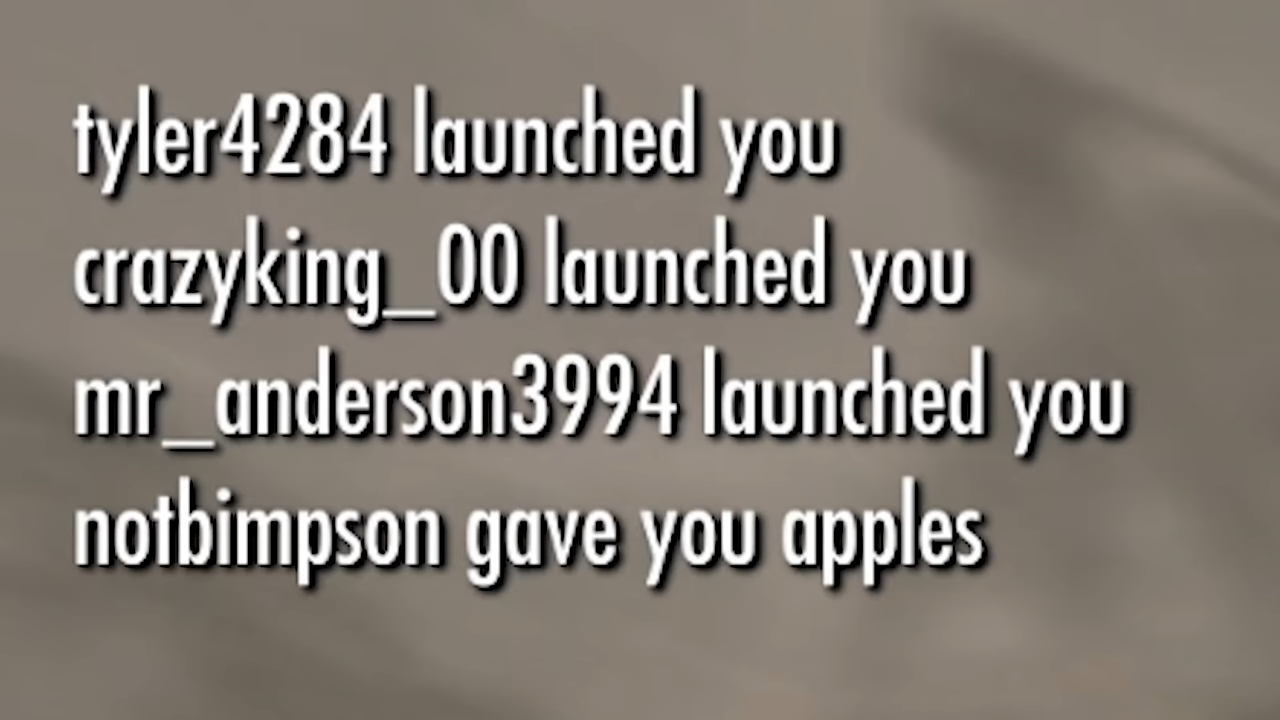 tyler4284 launched you
crazyking_00 launched you
mr_anderson3994 launched you
notbimpson gave you apples